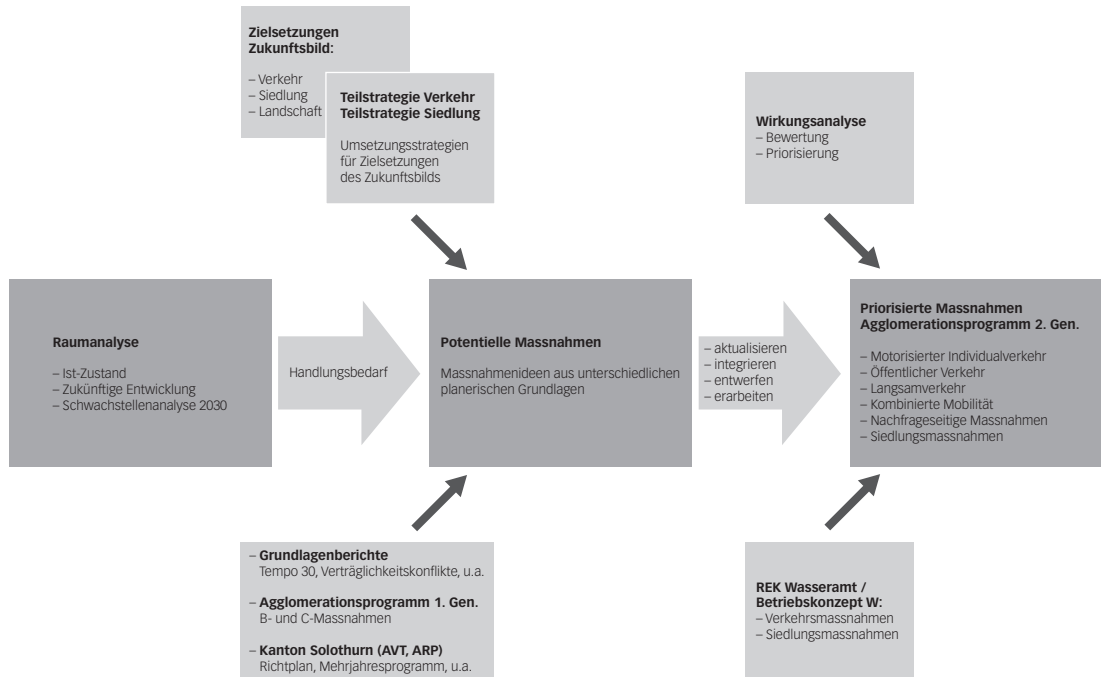 Zielsetzungen
Zukunftsbild:
– Verkehr
– Siedlung
– Landschaft
Teilstrategie Verkehr
Teilstrategie Siedlung
Umsetzungsstrategien
für Zielsetzungen
des Zukunftsbilds
Wirkungsanalyse
– Bewertung
– Priorisierung
Raumanalyse
– Ist-Zustand
– Zukünftige Entwicklung
– Schwachstellenanalyse 2030
Handlungsbedarf
Potentielle Massnahmen
Massnahmenideen aus unterschiedlichen
planerischen Grundlagen
– aktualisieren
– integrieren
– entwerfen
– erarbeiten
Priorisierte Massnahmen
Agglomerationsprogramm 2. Gen.
– Motorisierter Individualverkehr
– Öffentlicher Verkehr
– Langsamverkehr
– Kombinierte Mobilität
– Nachfrageseitige Massnahmen
– Siedlungsmassnahmen
– Grundlagenberichte
Tempo 30, Verträglichkeitskonflikte, u.a.
– Agglomerationsprogramm 1. Gen.
B- und C-Massnahmen
– Kanton Solothurn (AVT, ARP)
Richtplan, Mehrjahresprogramm, u.a.
REK Wasseramt /
Betriebskonzept W:
– Verkehrsmassnahmen
– Siedlungsmassnahmen